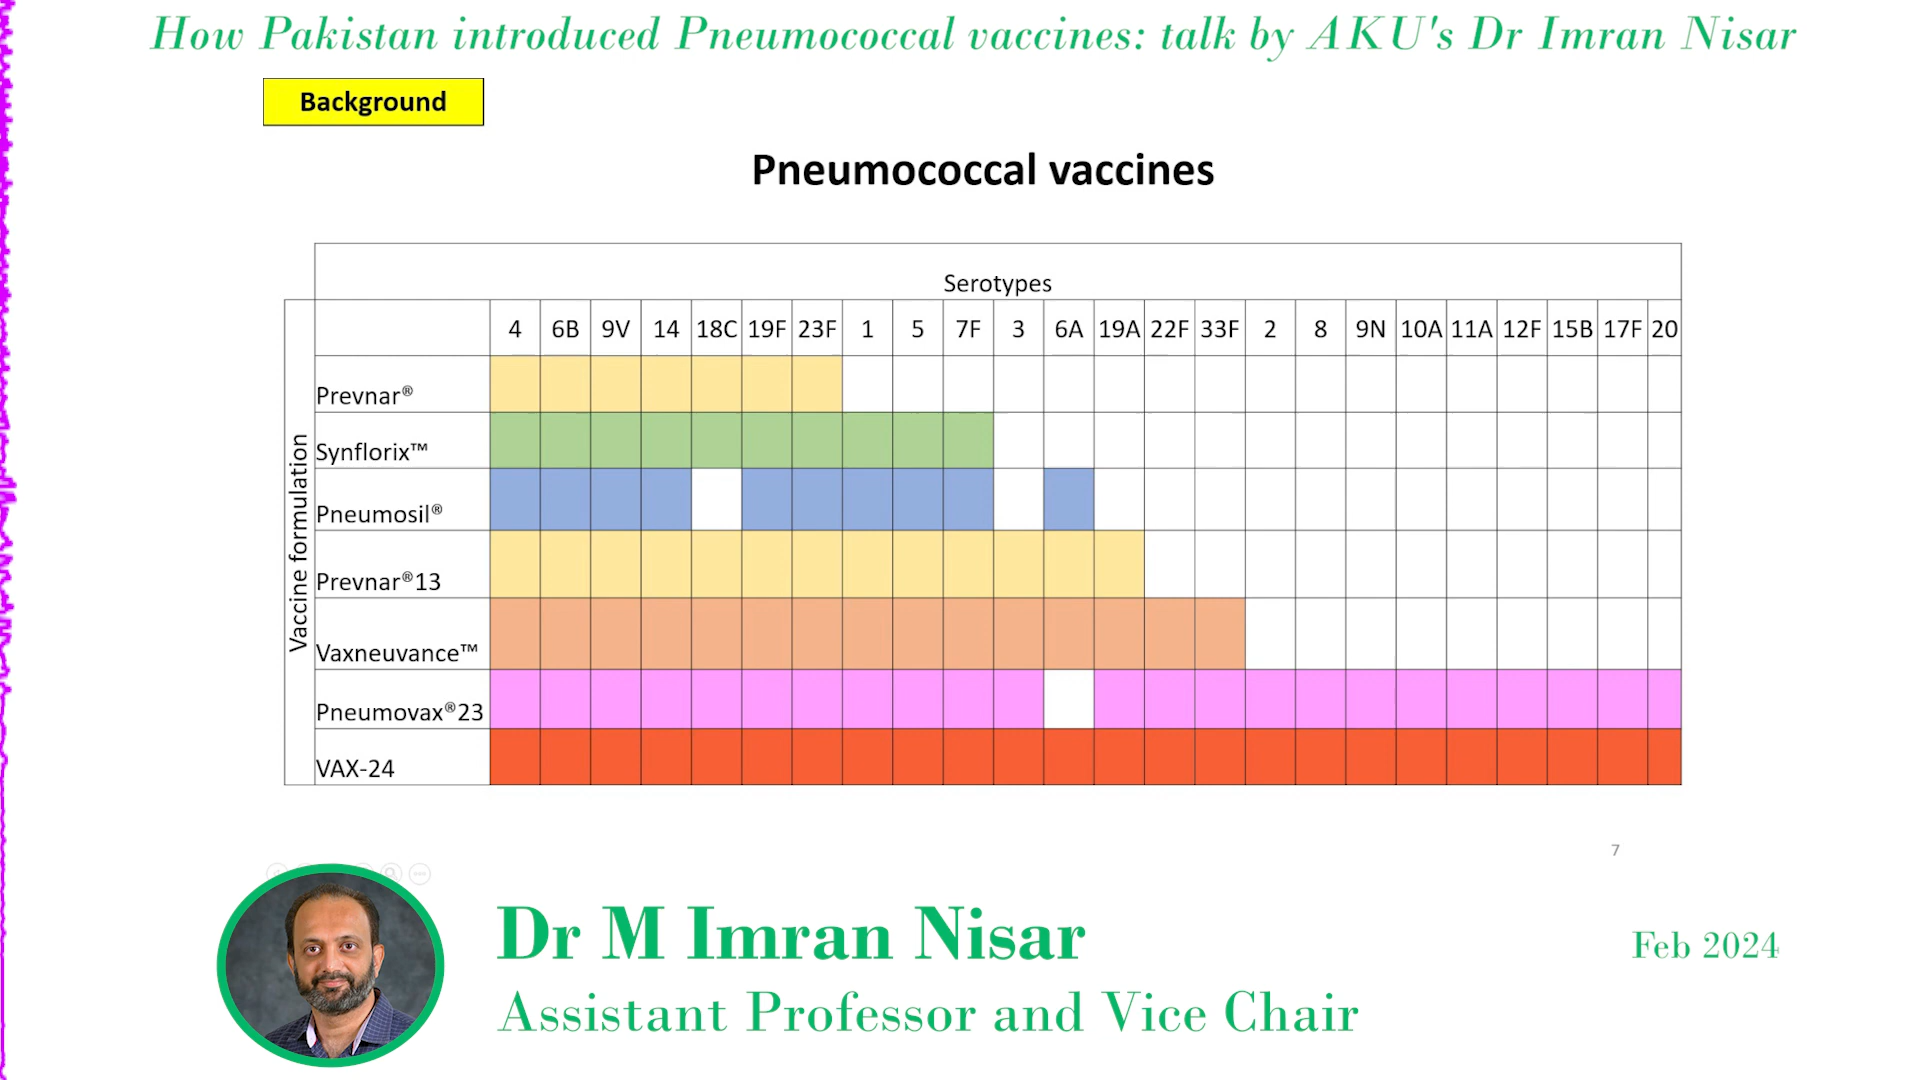 How Pakistan introduced Pneumococcal vaccines: talk by AKU's Dr Imran Nisar
Background
Pneumococcal vaccines
Serotypes
4 6B 9V 14 18C 19F 23F 1 5 7F 3 6A 19A 22F 33F 2 8 9N 10A 11A 12F 15B 17F 20
Vaccine formulation
Prevnar®
Synflorix™
Pneumosil®
Prevnar®13
Vaxneuvance™
Pneumovax®23
VAX-24
7
Dr M Imran Nisar
Feb 2024
Assistant Professor and Vice Chair